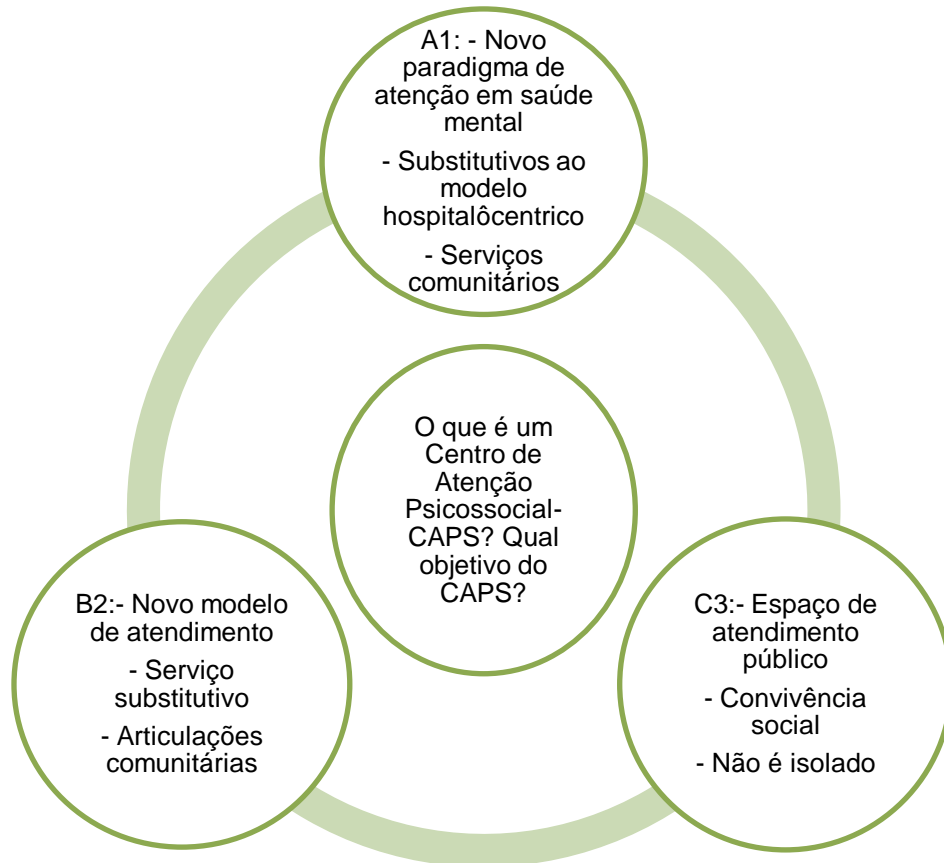 A1: - Novo
paradigma de
atenção em saúde
mental
- Substitutivos ao
modelo
hospitalôcentrico
- Serviços
comunitários
O que é um
Centro de
Atenção
Psicossocial-
CAPS? Qual
objetivo do
CAPS?
B2:- Novo modelo
de atendimento
- Serviço
substitutivo
- Articulações
comunitárias
C3:- Espaço de
atendimento
público
- Convivência
social
- Não é isolado